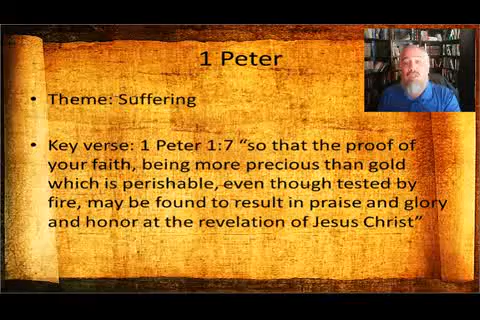 1 Peter
• Theme: Suffering
• Key verse: 1 Peter 1:7 “so that the proof of
your faith, being more precious than gold
which is perishable, even though tested by
fire, may be found to result in praise and glory
and honor at the revelation of Jesus Christ”